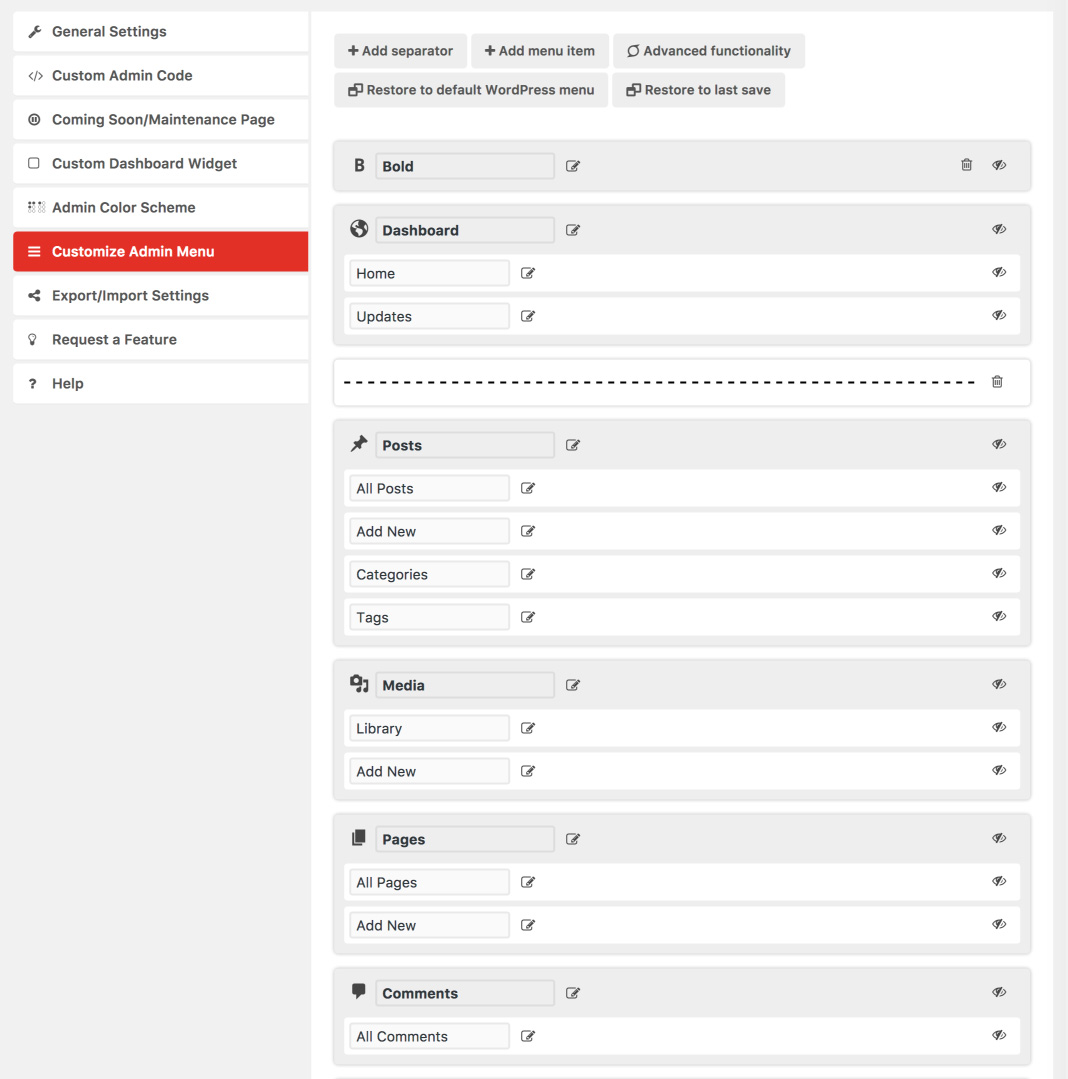 General Settings
Custom Admin Code
Coming Soon/Maintenance Page
Custom Dashboard Widget
Admin Color Scheme
Customize Admin Menu
Export/Import Settings
Request a Feature
? Help
+ Add separator
+ Add menu item
Advanced functionality
Restore to default WordPress menu
Restore to last save
B Bold
Dashboard
Home
Updates
Posts
All Posts
Add New
Categories
Tags
Media
Library
Add New
Pages
All Pages
Add New
Comments
All Comments